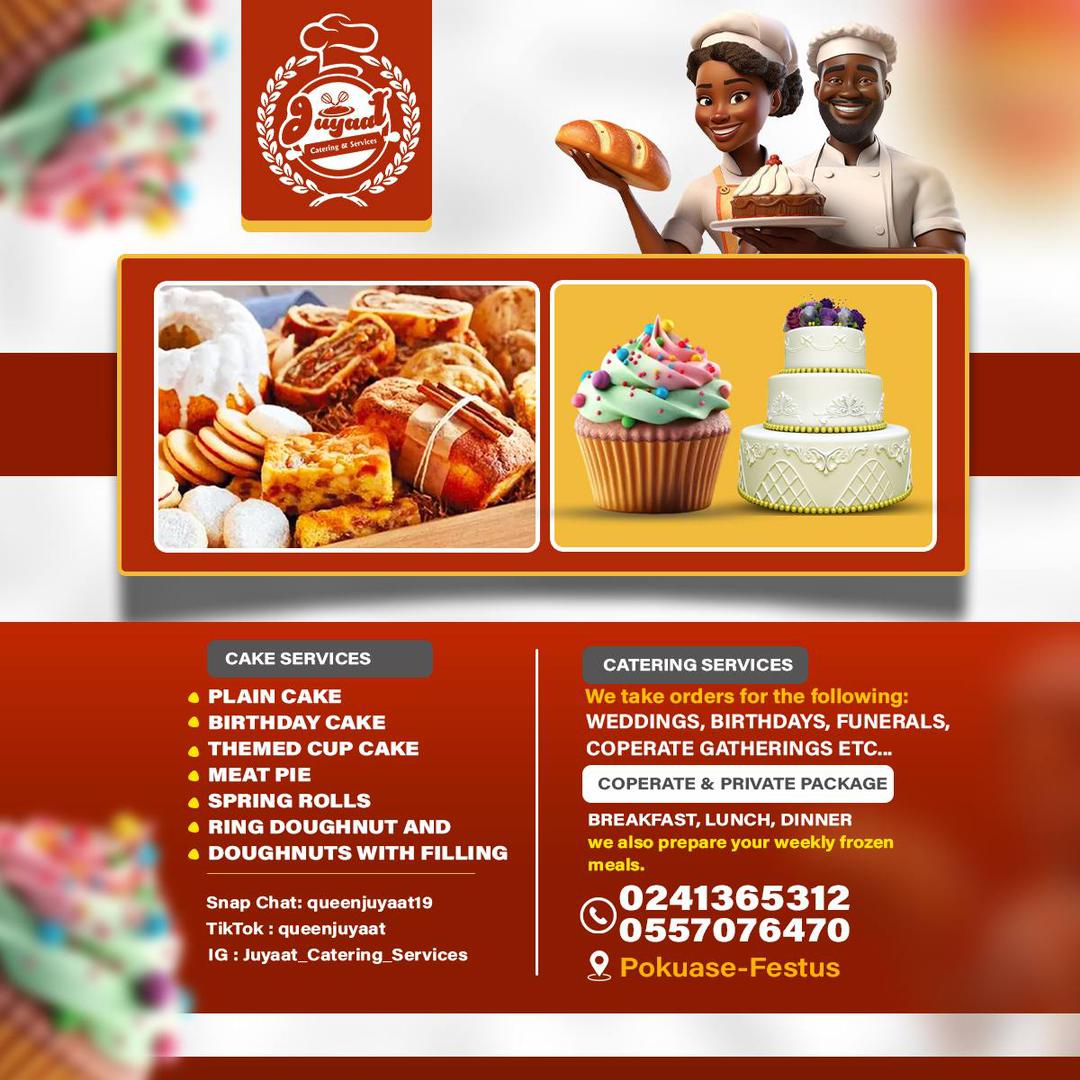 Juyaat
Catering & Services
CAKE SERVICES
PLAIN CAKE
BIRTHDAY CAKE
THEMED CUP CAKE
MEAT PIE
SPRING ROLLS
RING DOUGHNUT AND
DOUGHNUTS WITH FILLING
Snap Chat: queenjuyaat19
TikTok : queenjuyaat
IG : Juyaat_Catering_Services
CATERING SERVICES
We take orders for the following:
WEDDINGS, BIRTHDAYS, FUNERALS,
COPERATE GATHERINGS ETC...
COPERATE & PRIVATE PACKAGE
BREAKFAST, LUNCH, DINNER
we also prepare your weekly frozen
meals.
0241365312
0557076470
Pokuase-Festus